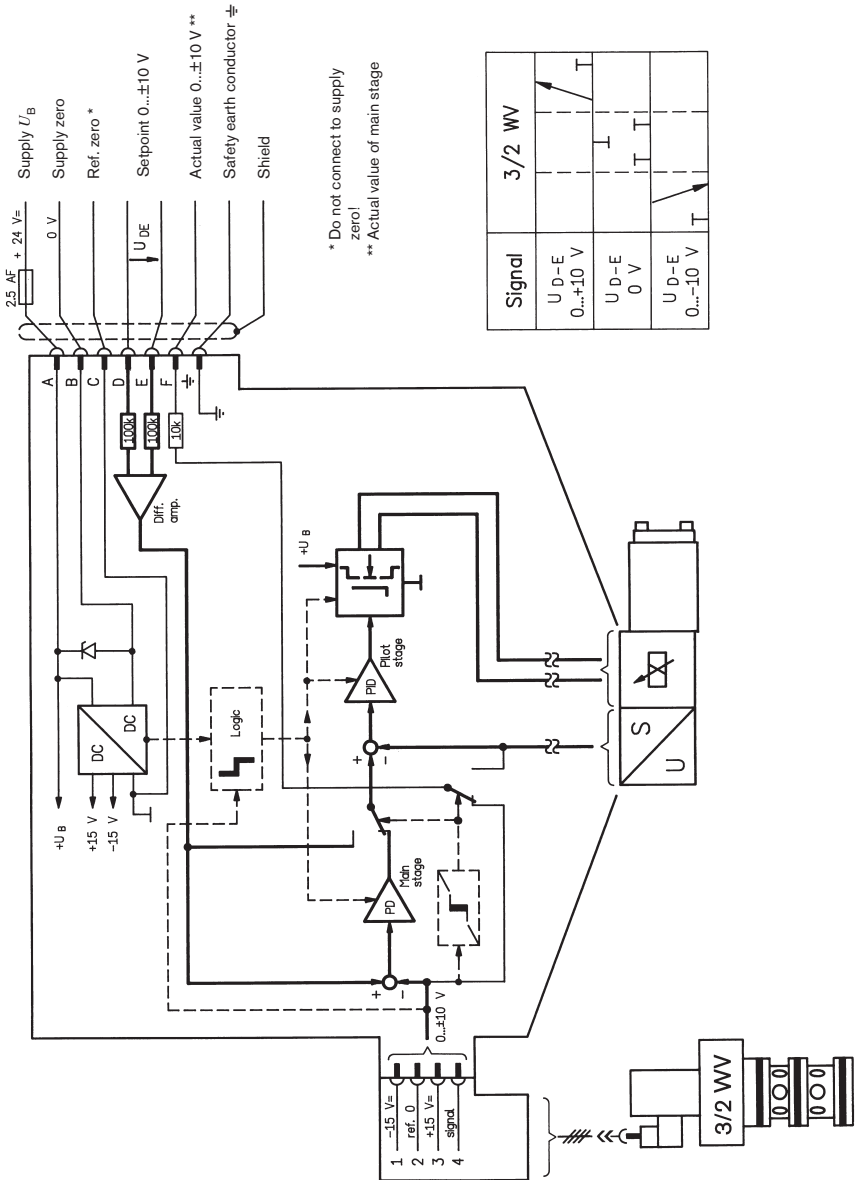 Supply U_B
Supply zero
Ref. zero *
Setpoint 0...±10 V
Actual value 0...±10 V **
Safety earth conductor ⏚
Shield
2.5 AF
+ 24 V=
0 V
U DE
* Do not connect to supply
zero!
** Actual value of main stage
A
B
C
D
E
F
100k
100k
10k
Diff.
amp.
DC
DC
+U B
+15 V
-15 V
Logic
+U B
PID
Pilot
stage
+
-
PD
Main
stage
+
-
0...±10 V
S
U
1
-15 V=
2
ref. 0
3
+15 V=
4
signal
3/2 WV
Signal
3/2 WV
U D-E
0...+10 V
U D-E
0 V
U D-E
0...-10 V